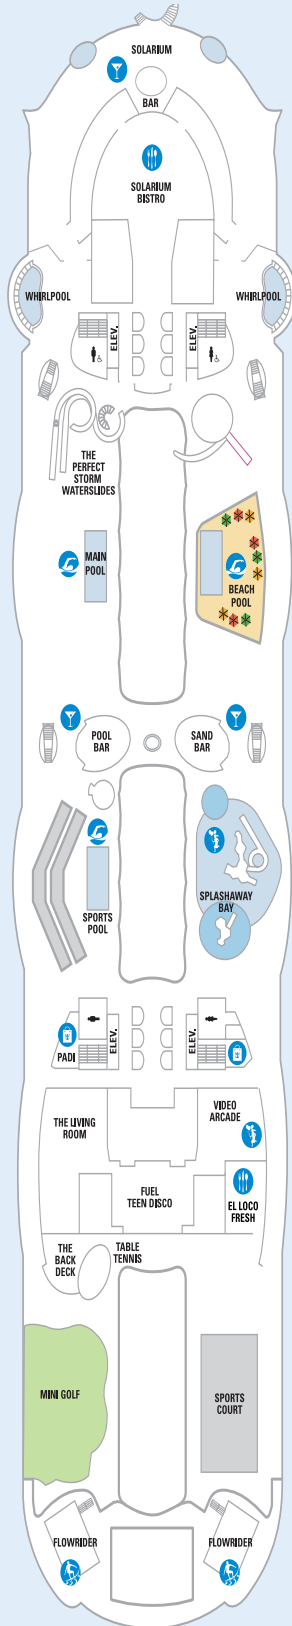 SOLARIUM
BAR
SOLARIUM
BISTRO
WHIRLPOOL
WHIRLPOOL
ELEV.
ELEV.
THE
PERFECT
STORM
WATERSLIDES
MAIN
POOL
BEACH
POOL
POOL
BAR
SAND
BAR
SPORTS
POOL
SPLASHAWAY
BAY
ELEV.
ELEV.
PADI
THE LIVING
ROOM
VIDEO
ARCADE
FUEL
TEEN DISCO
EL LOCO
FRESH
THE
BACK
DECK
TABLE
TENNIS
MINI GOLF
SPORTS
COURT
FLOWRIDER
FLOWRIDER